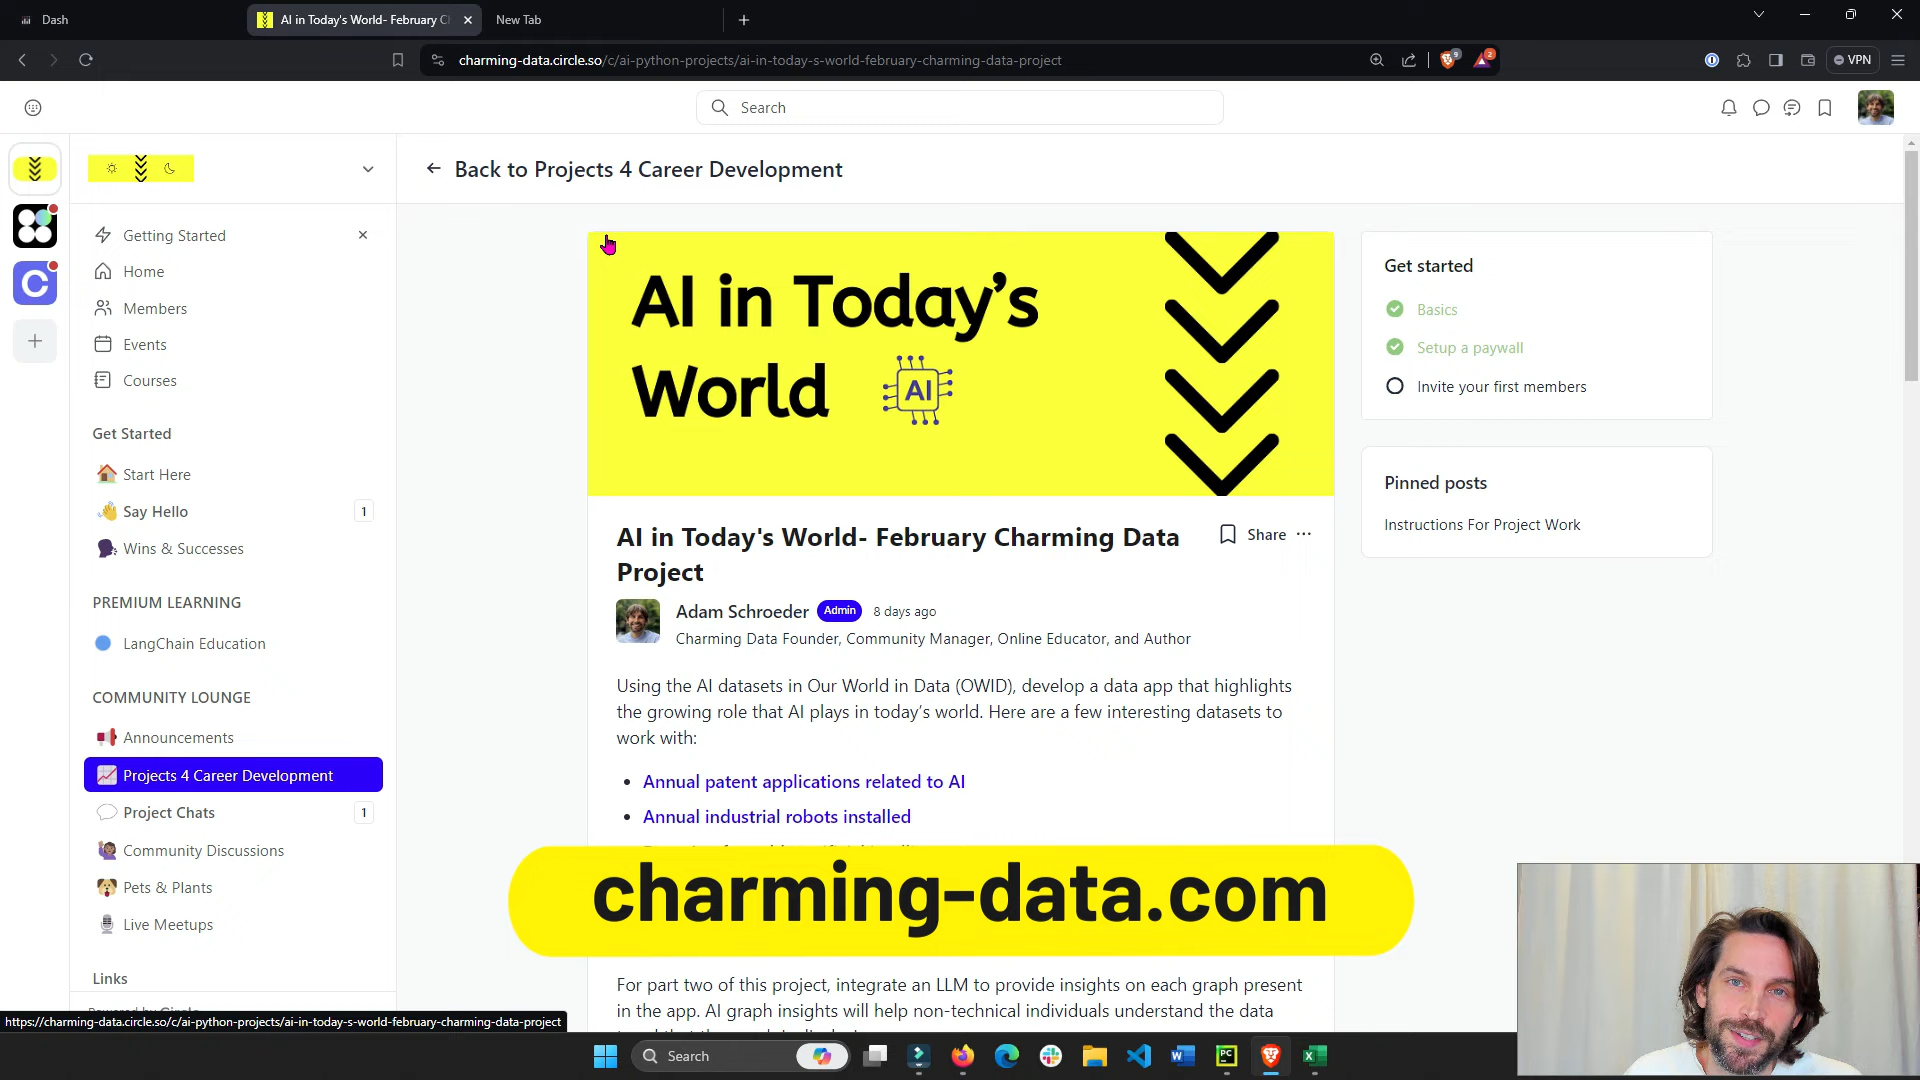 Dash
AI in Today's World- February C
New Tab
charming-data.circle.so/c/ai-python-projects/ai-in-today-s-world-february-charming-data-project
9
2
VPN
Search
Back to Projects 4 Career Development
Getting Started
Home
Members
Events
Courses
Get Started
Start Here
Say Hello
1
Wins & Successes
PREMIUM LEARNING
LangChain Education
COMMUNITY LOUNGE
Announcements
Projects 4 Career Development
Project Chats
1
Community Discussions
Pets & Plants
Live Meetups
Links
AI in Today's
World
AI
AI in Today's World- February Charming Data
Project
Share
Adam Schroeder
Admin
8 days ago
Charming Data Founder, Community Manager, Online Educator, and Author
Using the AI datasets in Our World in Data (OWID), develop a data app that highlights
the growing role that AI plays in today's world. Here are a few interesting datasets to
work with:
Annual patent applications related to AI
Annual industrial robots installed
charming-data.com
For part two of this project, integrate an LLM to provide insights on each graph present
in the app. AI graph insights will help non-technical individuals understand the data
Get started
Basics
Setup a paywall
Invite your first members
Pinned posts
Instructions For Project Work
https://charming-data.circle.so/c/ai-python-projects/ai-in-today-s-world-february-charming-data-project
Search